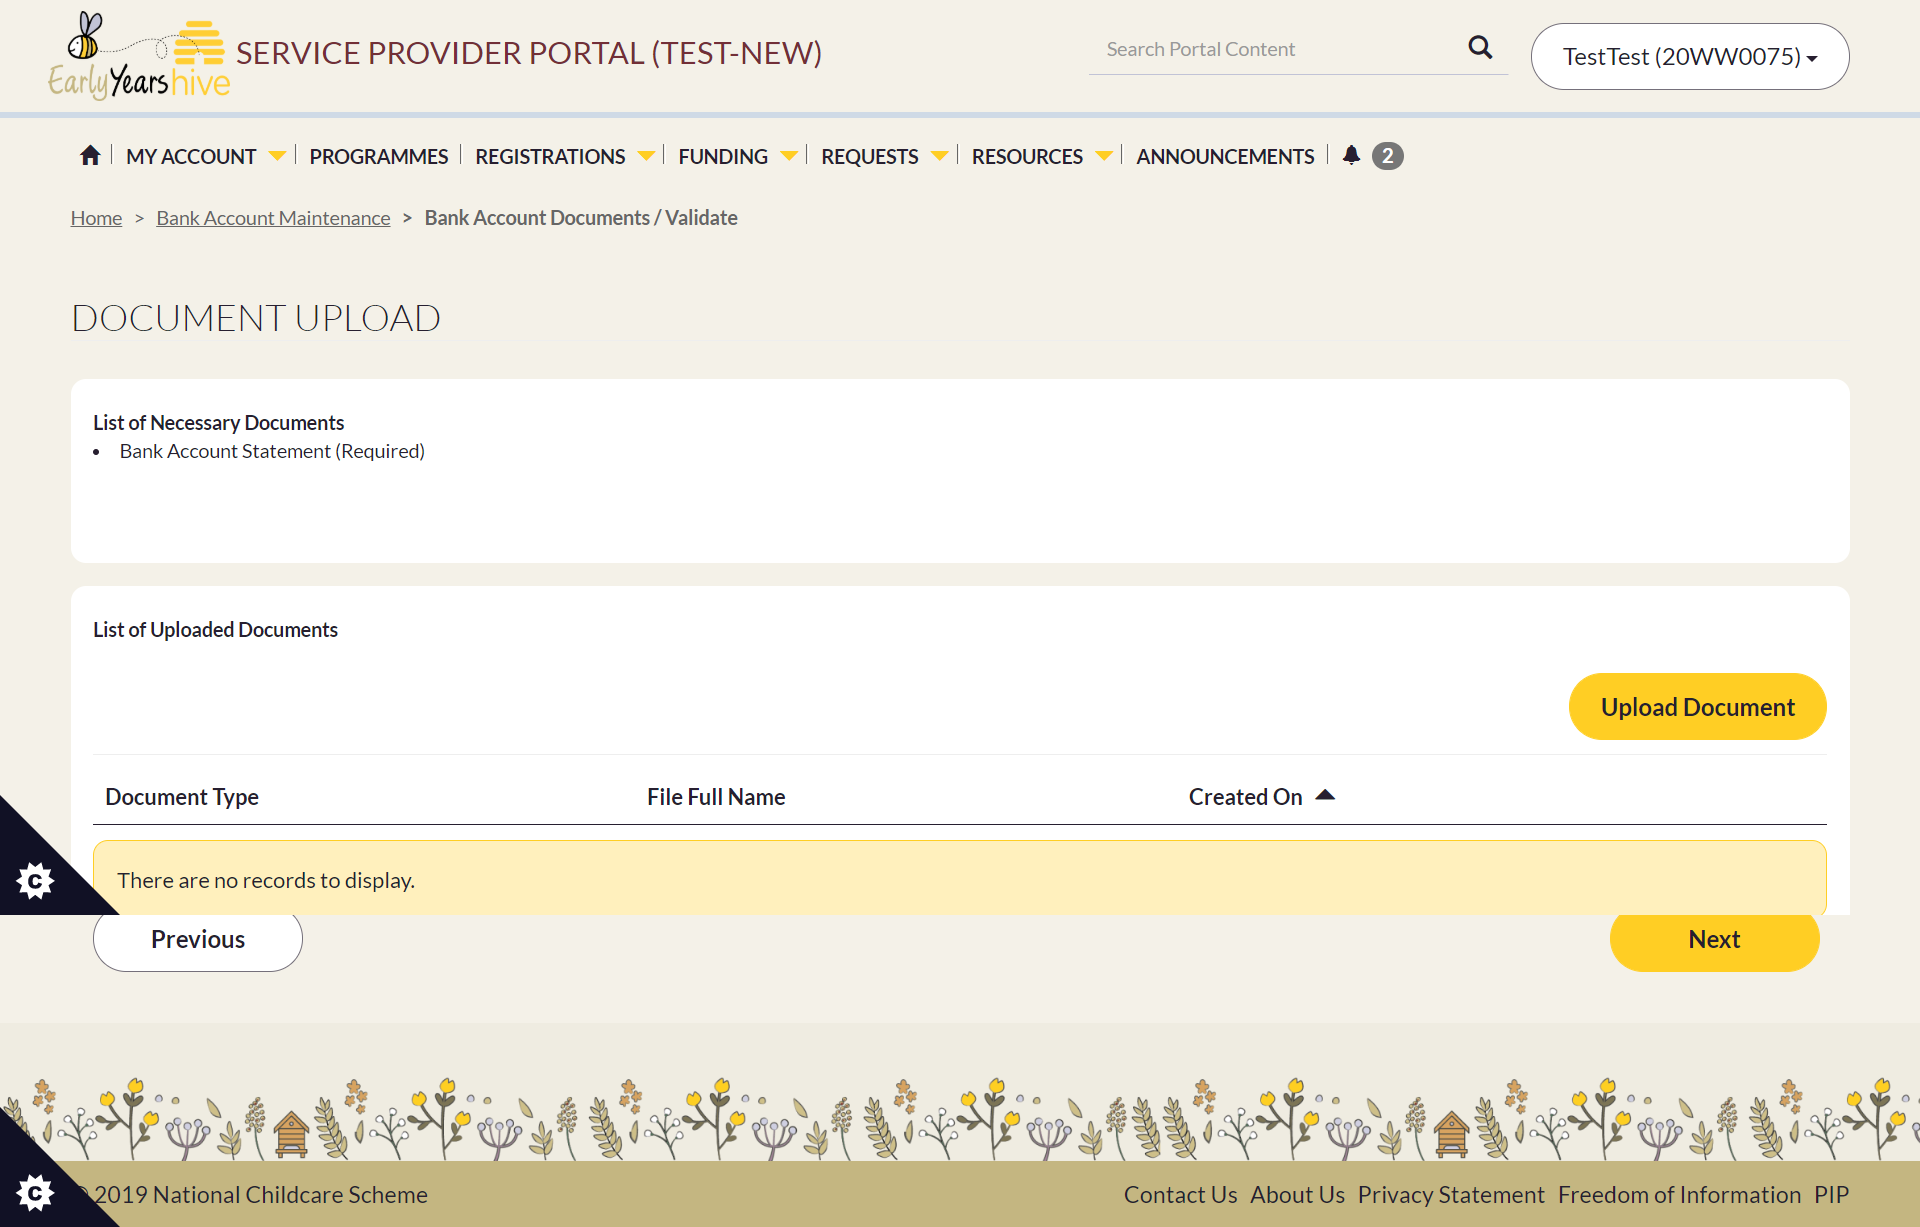 Early Years hive
SERVICE PROVIDER PORTAL (TEST-NEW)
Search Portal Content
TestTest (20WW0075)
MY ACCOUNT
PROGRAMMES
REGISTRATIONS
FUNDING
REQUESTS
RESOURCES
ANNOUNCEMENTS
2
Home > Bank Account Maintenance > Bank Account Documents / Validate
DOCUMENT UPLOAD
List of Necessary Documents
• Bank Account Statement (Required)
List of Uploaded Documents
Upload Document
Document Type File Full Name Created On
There are no records to display.
C
Previous
Next
C
2019 National Childcare Scheme
Contact Us About Us Privacy Statement Freedom of Information PIP